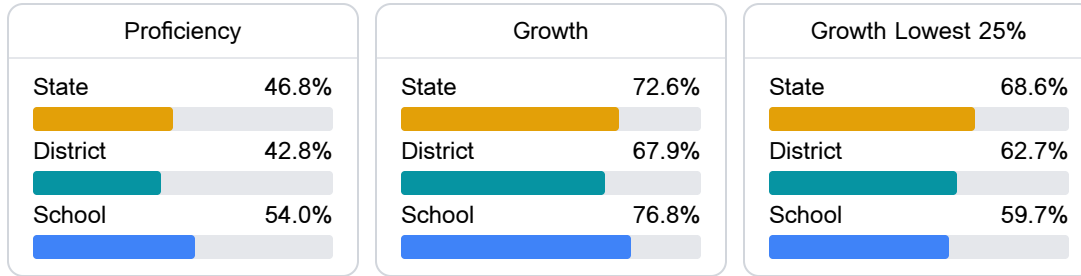 Proficiency
State 46.8%
District 42.8%
School 54.0%
Growth
State 72.6%
District 67.9%
School 76.8%
Growth Lowest 25%
State 68.6%
District 62.7%
School 59.7%